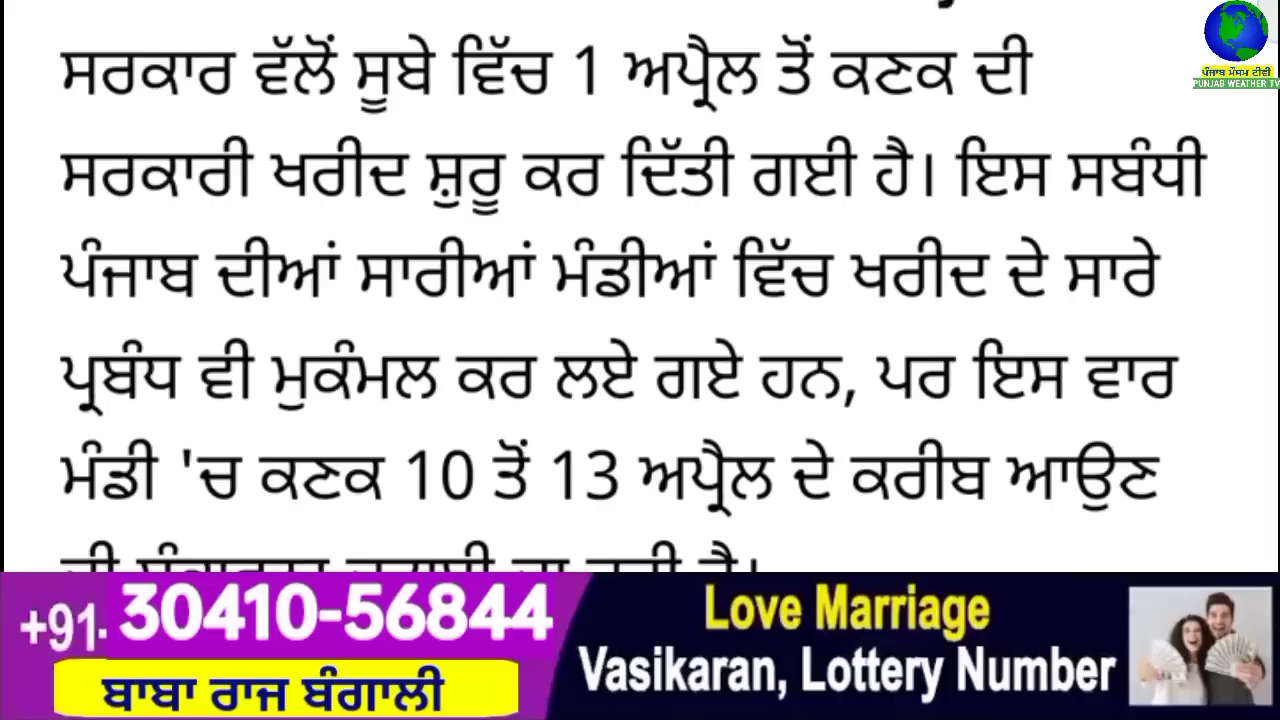 ਸਰਕਾਰ ਵੱਲੋਂ ਸੂਬੇ ਵਿੱਚ 1 ਅਪ੍ਰੈਲ ਤੋਂ ਕਣਕ ਦੀ
ਸਰਕਾਰੀ ਖਰੀਦ ਸ਼ੁਰੂ ਕਰ ਦਿੱਤੀ ਗਈ ਹੈ। ਇਸ ਸਬੰਧੀ
ਪੰਜਾਬ ਦੀਆਂ ਸਾਰੀਆਂ ਮੰਡੀਆਂ ਵਿੱਚ ਖਰੀਦ ਦੇ ਸਾਰੇ
ਪ੍ਰਬੰਧ ਵੀ ਮੁਕੰਮਲ ਕਰ ਲਏ ਗਏ ਹਨ, ਪਰ ਇਸ ਵਾਰ
ਮੰਡੀ 'ਚ ਕਣਕ 10 ਤੋਂ 13 ਅਪ੍ਰੈਲ ਦੇ ਕਰੀਬ ਆਉਣ
ਪੰਜਾਬ ਮੌਸਮ ਟੀਵੀ
PUNJAB WEATHER TV
+91- 30410-56844
ਬਾਬਾ ਰਾਜ ਬੰਗਾਲੀ
Love Marriage
Vasikaran, Lottery Number